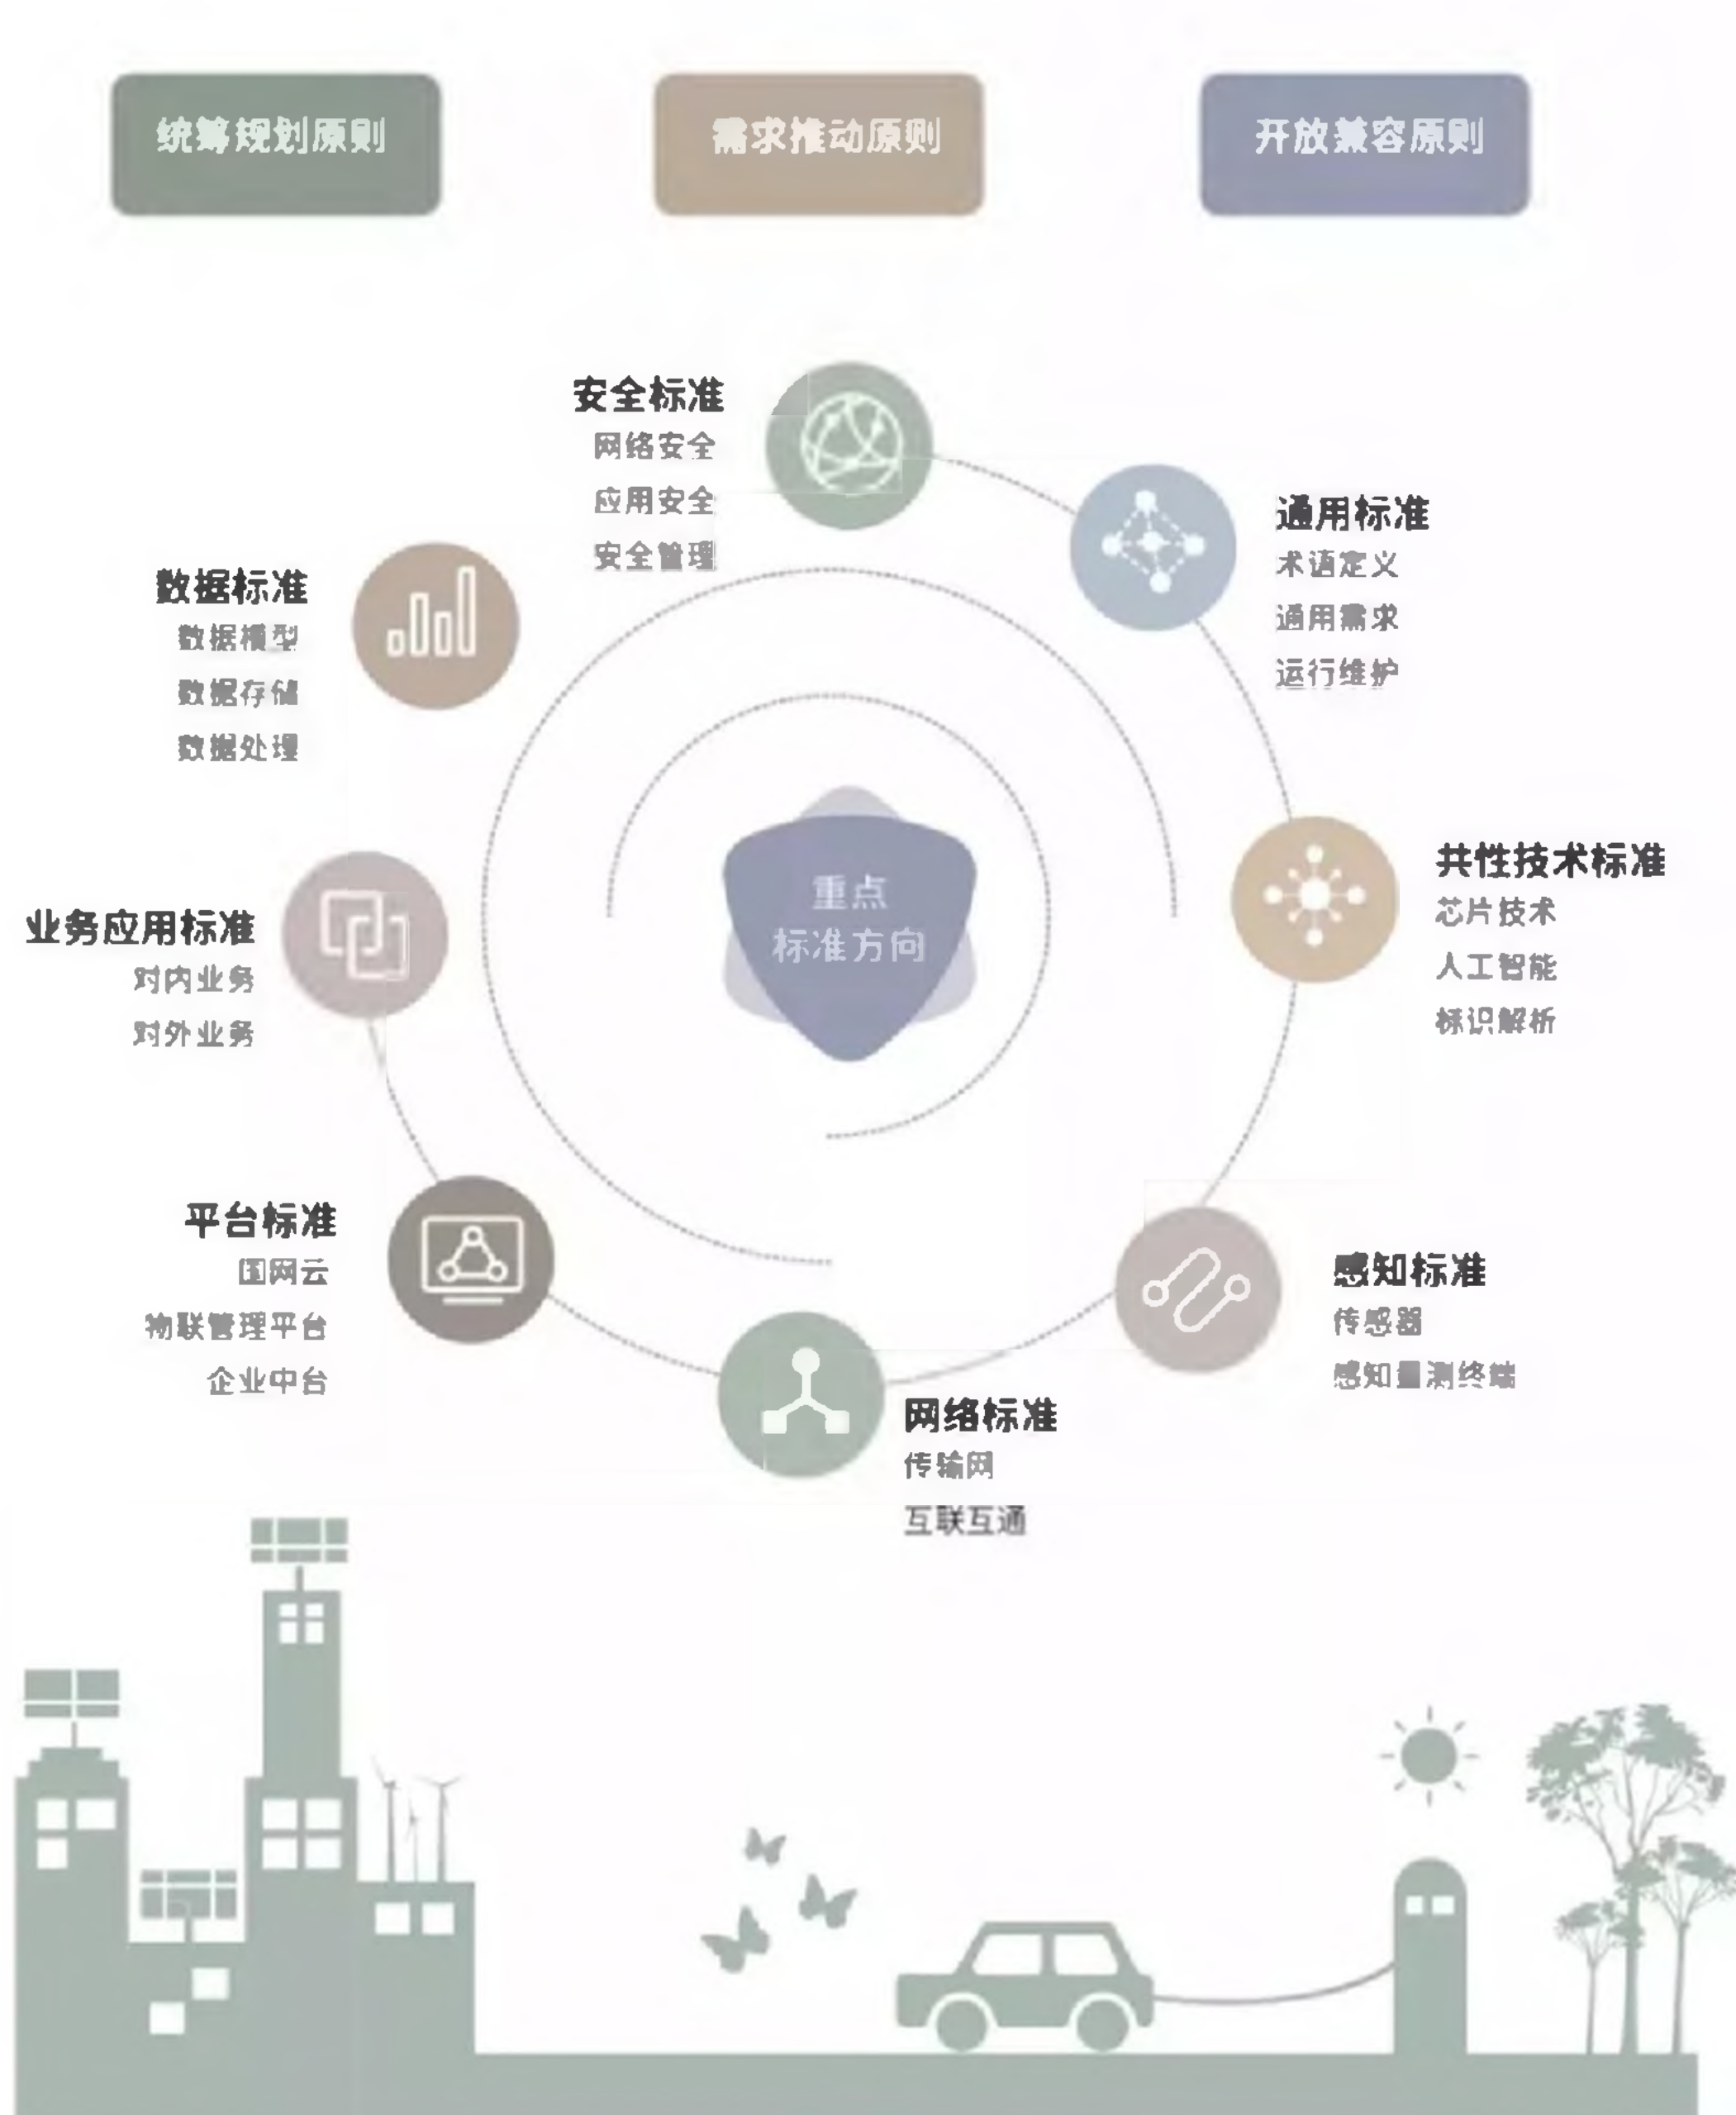 统筹规划原则
需求推动原则
开放兼容原则
安全标准
网络安全
应用安全
安全管理
通用标准
术语定义
通用需求
运行维护
数据标准
数据模型
数据存储
数据处理
重点
标准方向
共性技术标准
芯片技术
人工智能
标识解析
业务应用标准
对内业务
对外业务
平台标准
国网云
物联管理平台
企业中台
感知标准
传感器
感知量测终端
网络标准
传输网
互联互通